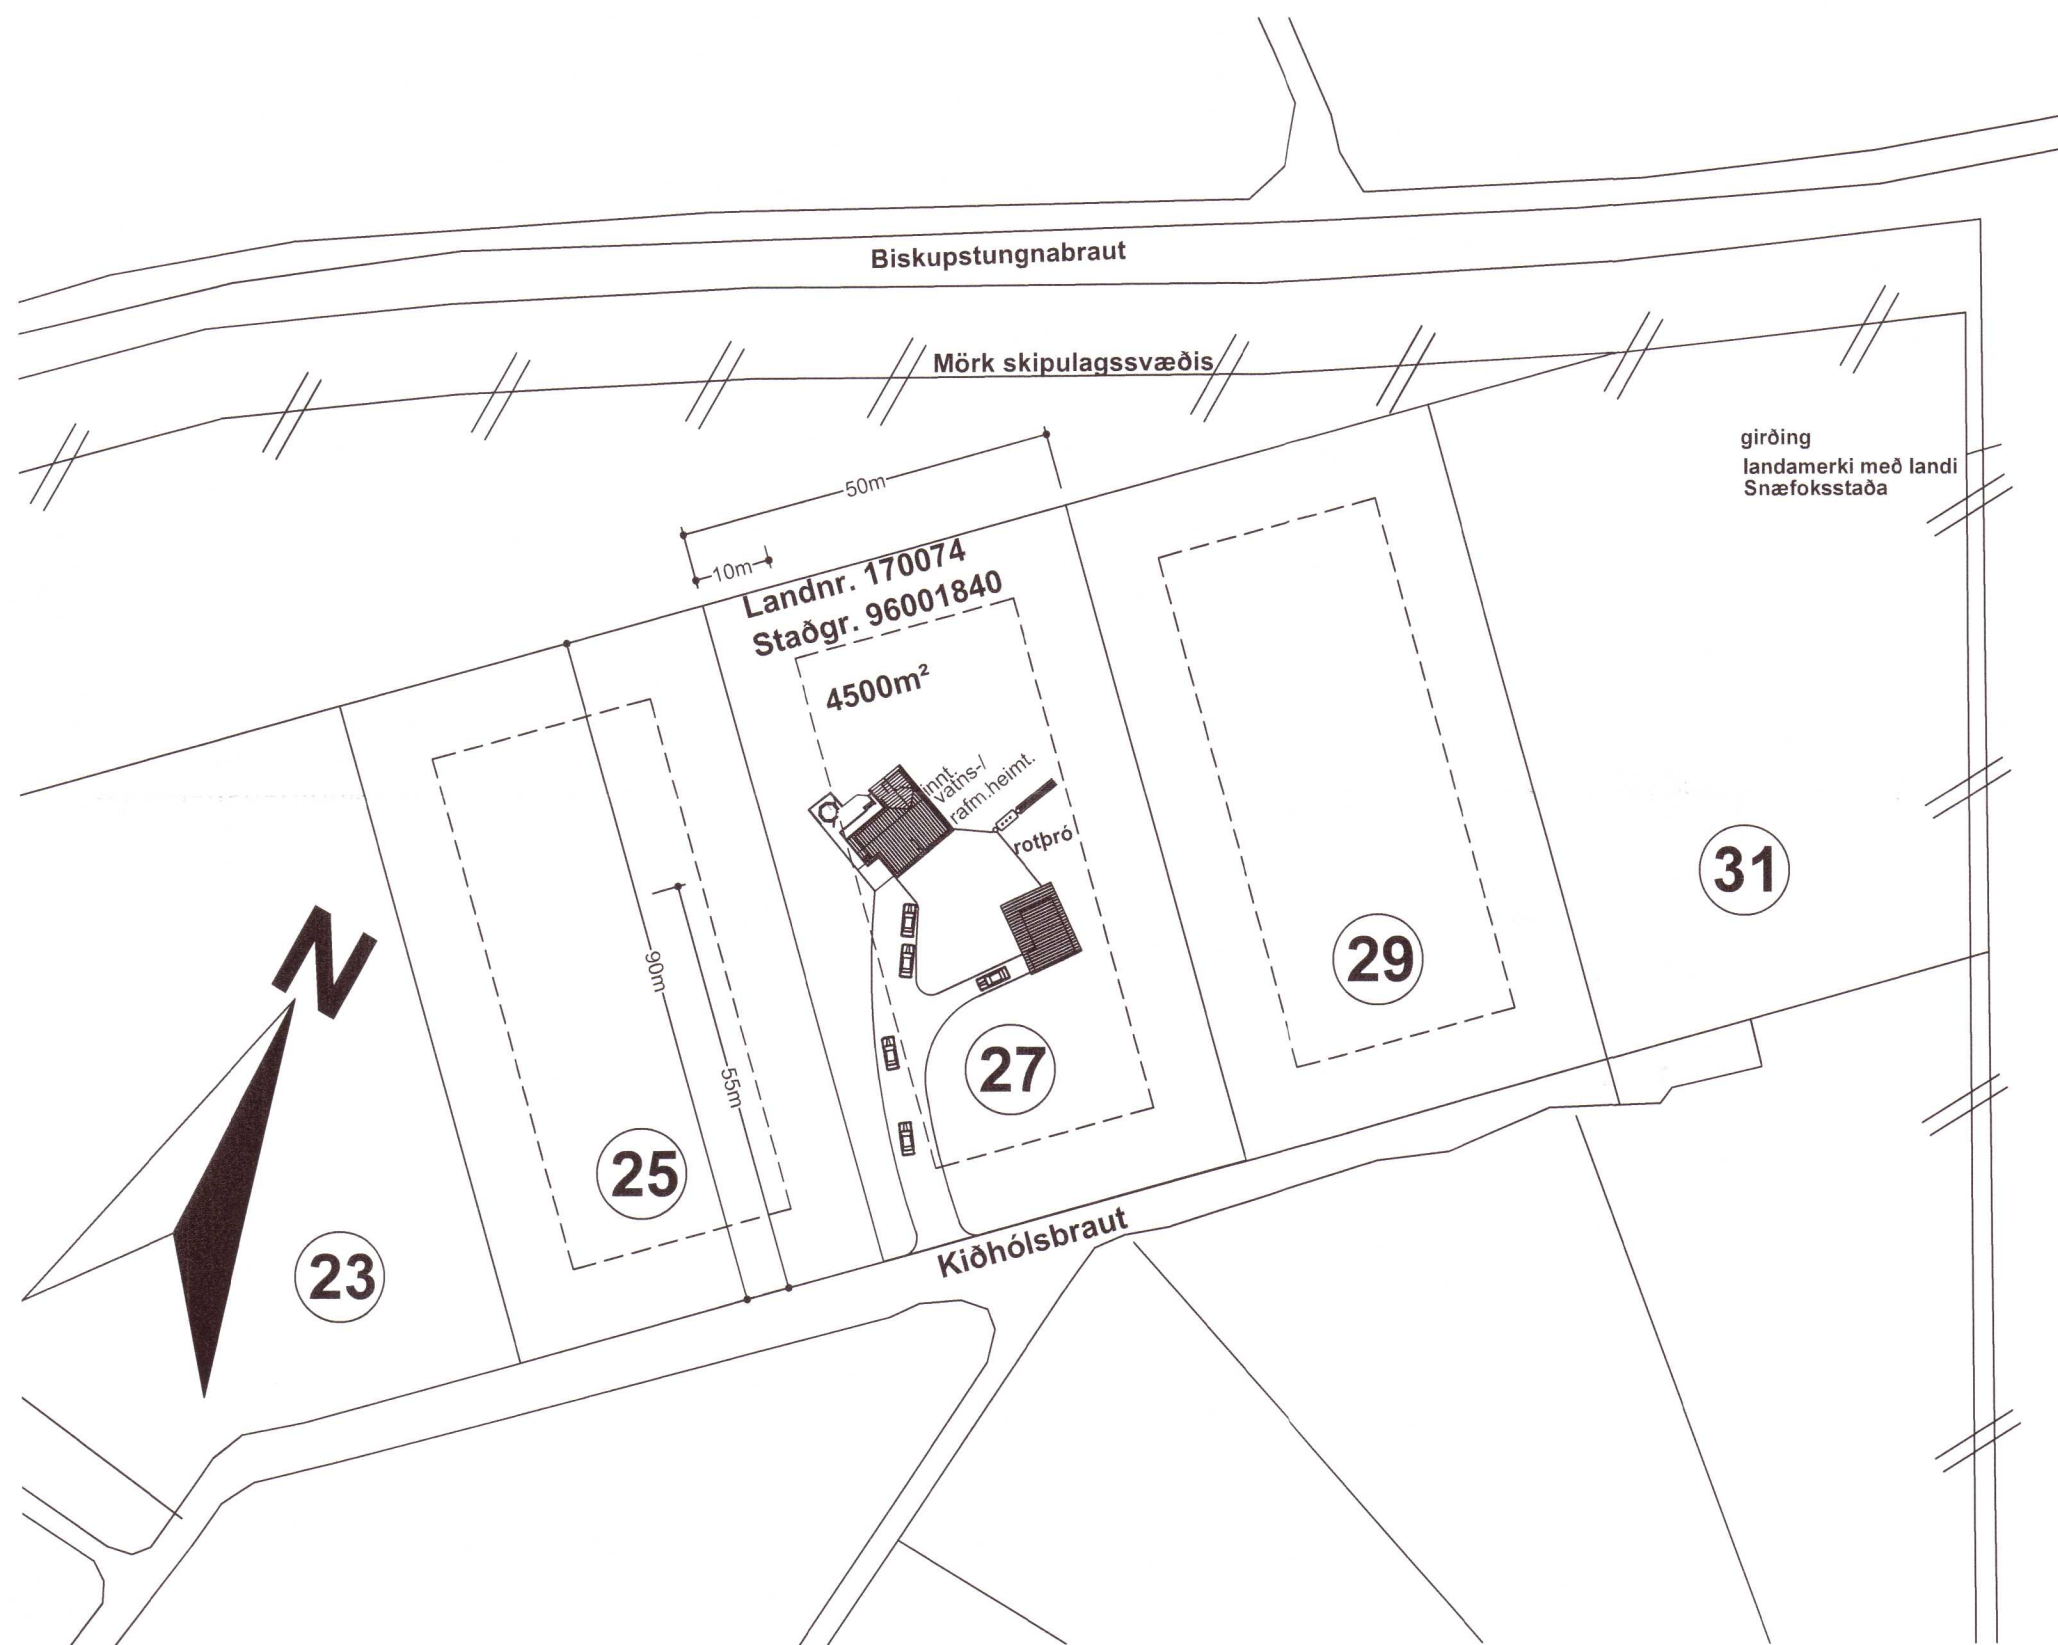 Biskupstungnabraut
Mörk skipulagssvæðis
girðing
landamerki með landi
Snæfoksstaða
50m
10m
Landnr. 170074
Staðgr. 96001840
4500m²
innt.
vatns-/
rafm.heimt.
rotþró
31
N
90m
29
55m
27
25
23
Kiðhólsbraut